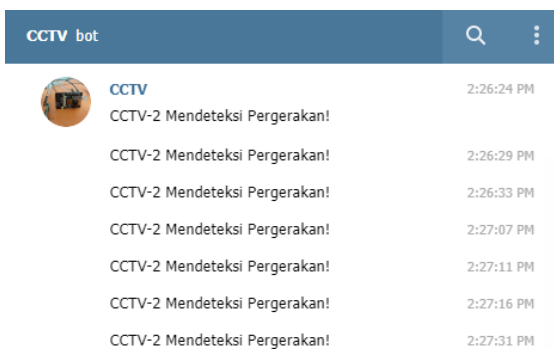 CCTV bot
CCTV 2:26:24 PM
CCTV-2 Mendeteksi Pergerakan!
CCTV-2 Mendeteksi Pergerakan! 2:26:29 PM
CCTV-2 Mendeteksi Pergerakan! 2:26:33 PM
CCTV-2 Mendeteksi Pergerakan! 2:27:07 PM
CCTV-2 Mendeteksi Pergerakan! 2:27:11 PM
CCTV-2 Mendeteksi Pergerakan! 2:27:16 PM
CCTV-2 Mendeteksi Pergerakan! 2:27:31 PM